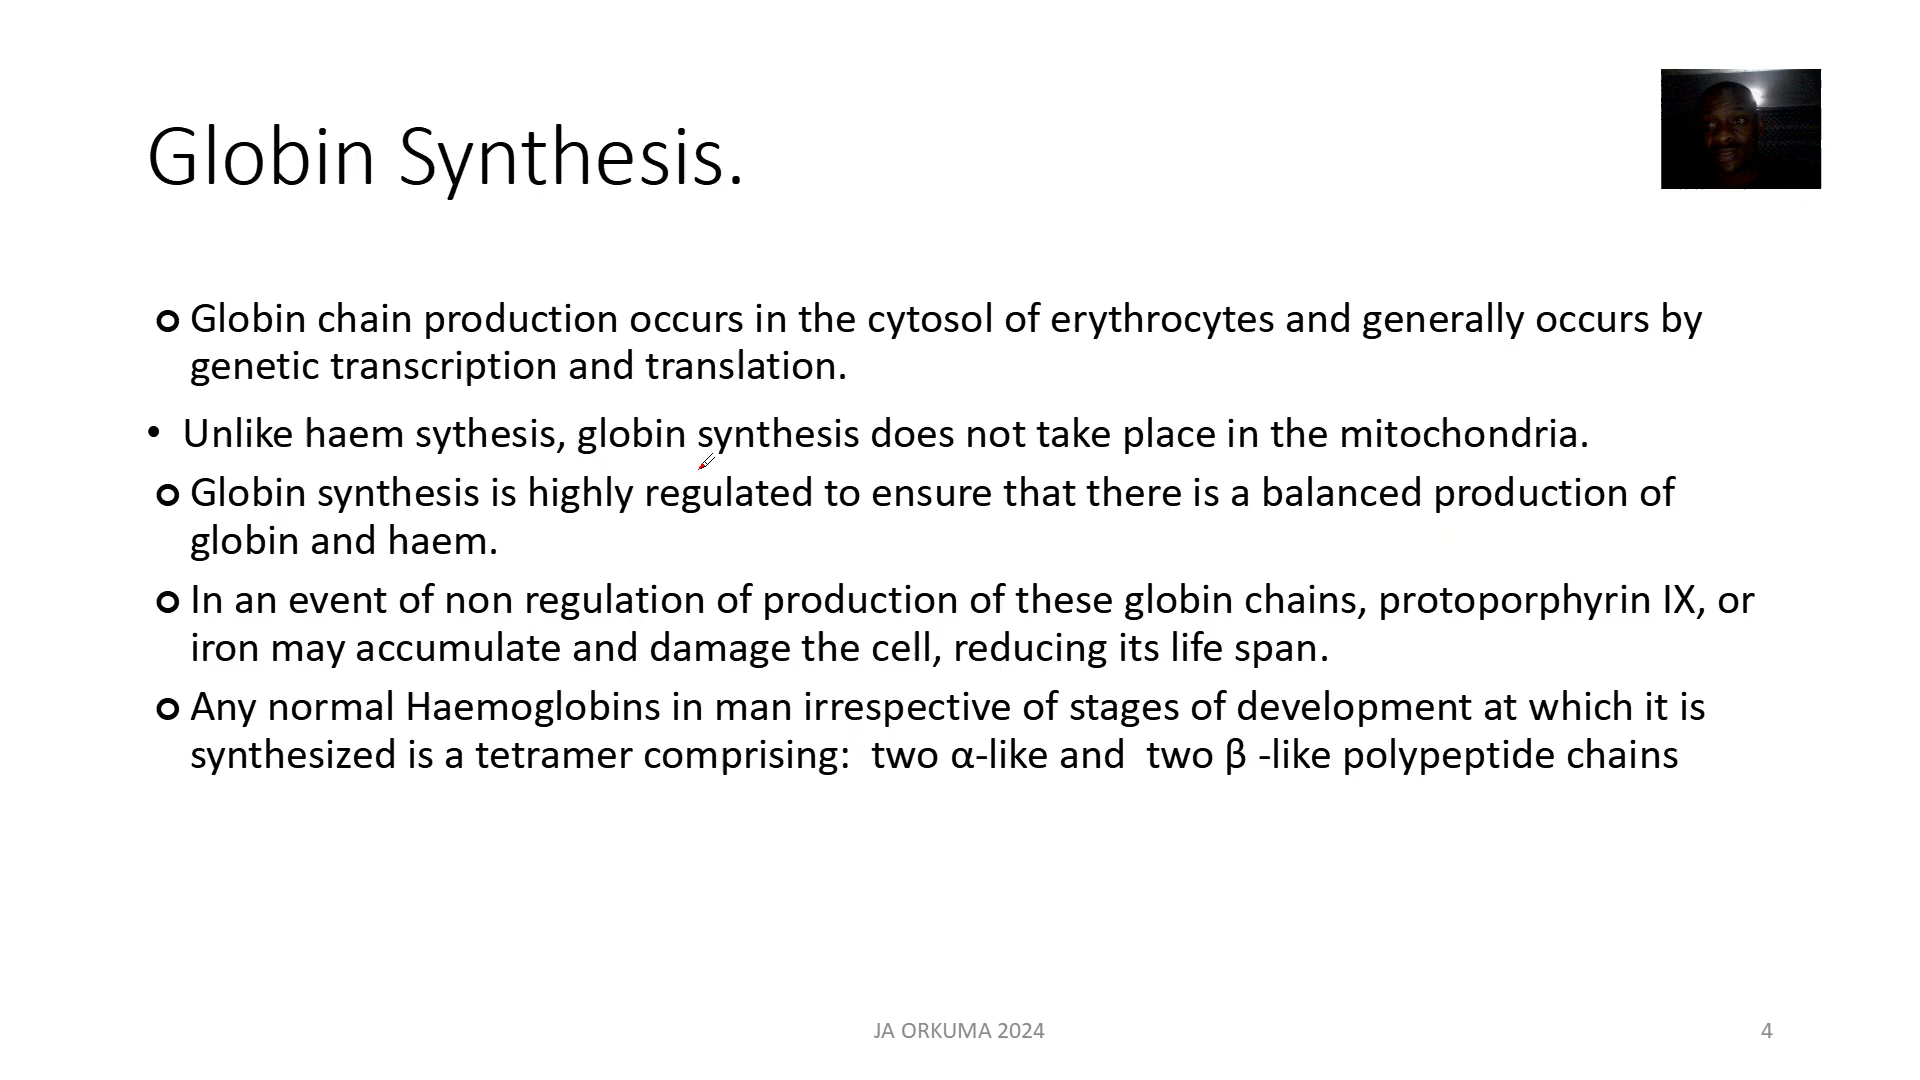 Globin Synthesis.
Globin chain production occurs in the cytosol of erythrocytes and generally occurs by
genetic transcription and translation.
Unlike haem sythesis, globin synthesis does not take place in the mitochondria.
Globin synthesis is highly regulated to ensure that there is a balanced production of
globin and haem.
In an event of non regulation of production of these globin chains, protoporphyrin IX, or
iron may accumulate and damage the cell, reducing its life span.
Any normal Haemoglobins in man irrespective of stages of development at which it is
synthesized is a tetramer comprising:  two α-like and  two β -like polypeptide chains
JA ORKUMA 2024
4